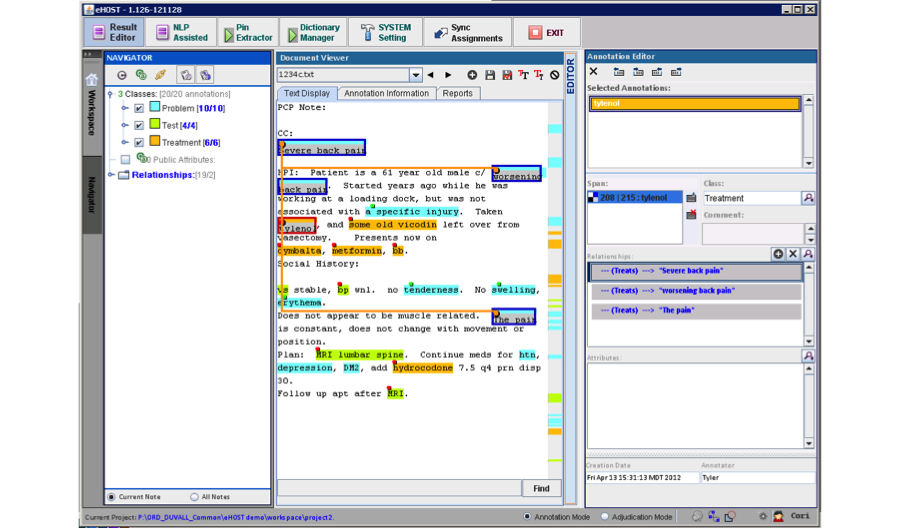 eHOST - 1.126-121128
Result Editor
NLP Assisted
Pin Extractor
Dictionary Manager
SYSTEM Setting
Sync Assignments
EXIT
Workspace
Navigator
NAVIGATOR
3 Classes: [20/20 annotations]
Problem [10/10]
Test [4/4]
Treatment [6/6]
Public Attributes:
Relationships:[19/2]
Current Note
All Notes
Document Viewer
1234c.txt
Text Display
Annotation Information
Reports
PCP Note:
CC:
Severe back pain
HPI: Patient is a 61 year old male c/ worsening
back pain. Started years ago while he was
working at a loading dock, but was not
associated with a specific injury. Taken
tylenol, and some old vicodin left over from
vasectomy. Presents now on
cymbalta, metformin, bb.
Social History:
vs stable, bp wnl. no tenderness. No swelling,
erythema.
Does not appear to be muscle related. The pain
is constant, does not change with movement or
position.
Plan: MRI lumbar spine. Continue meds for htn,
depression, DM2, add hydrocodone 7.5 q4 prn disp
30.
Follow up apt after MRI.
Find
EDITOR
Annotation Editor
Selected Annotations:
tylenol
Span:
208 | 215 : tylenol
Class:
Treatment
Comment:
Relationships:
--- (Treats) ---> "Severe back pain"
--- (Treats) ---> "worsening back pain"
--- (Treats) ---> "The pain"
Attributes:
Creation Date
Annotator
Fri Apr 13 15:31:13 MDT 2012
Tyler
Current Project: P:\ORD_DUVALL_Common\eHOST demo\workspace\project2.
Annotation Mode
Adjudication Mode
Cori